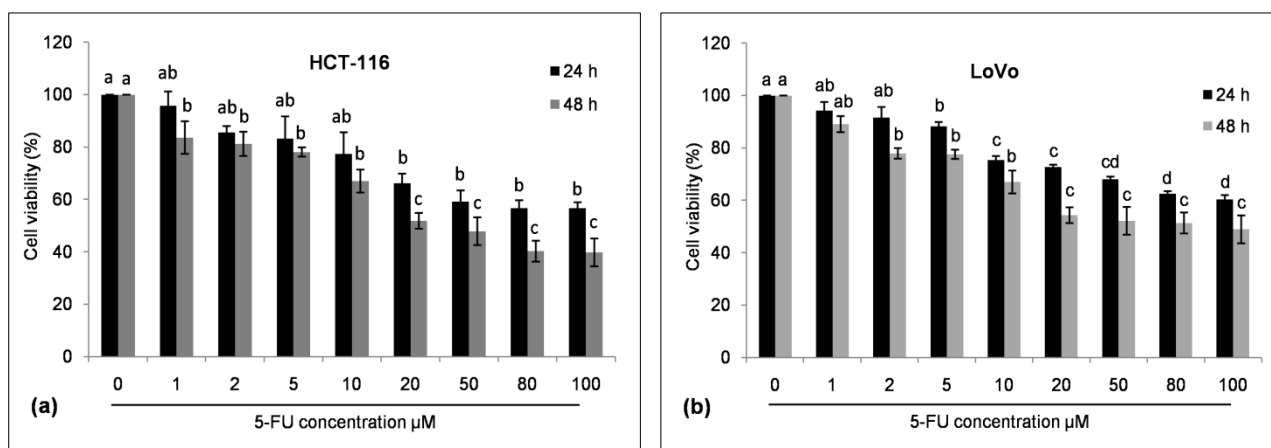 HCT-116
120
100
80
60
40
20
0
Cell viability (%)
24 h
48 h
a a ab b ab b ab b ab b b c b c b c b c
0 1 2 5 10 20 50 80 100
(a)
5-FU concentration µM
LoVo
120
100
80
60
40
20
0
Cell viability (%)
24 h
48 h
a a ab ab ab b b b c b c c cd c d c d c
0 1 2 5 10 20 50 80 100
(b)
5-FU concentration µM